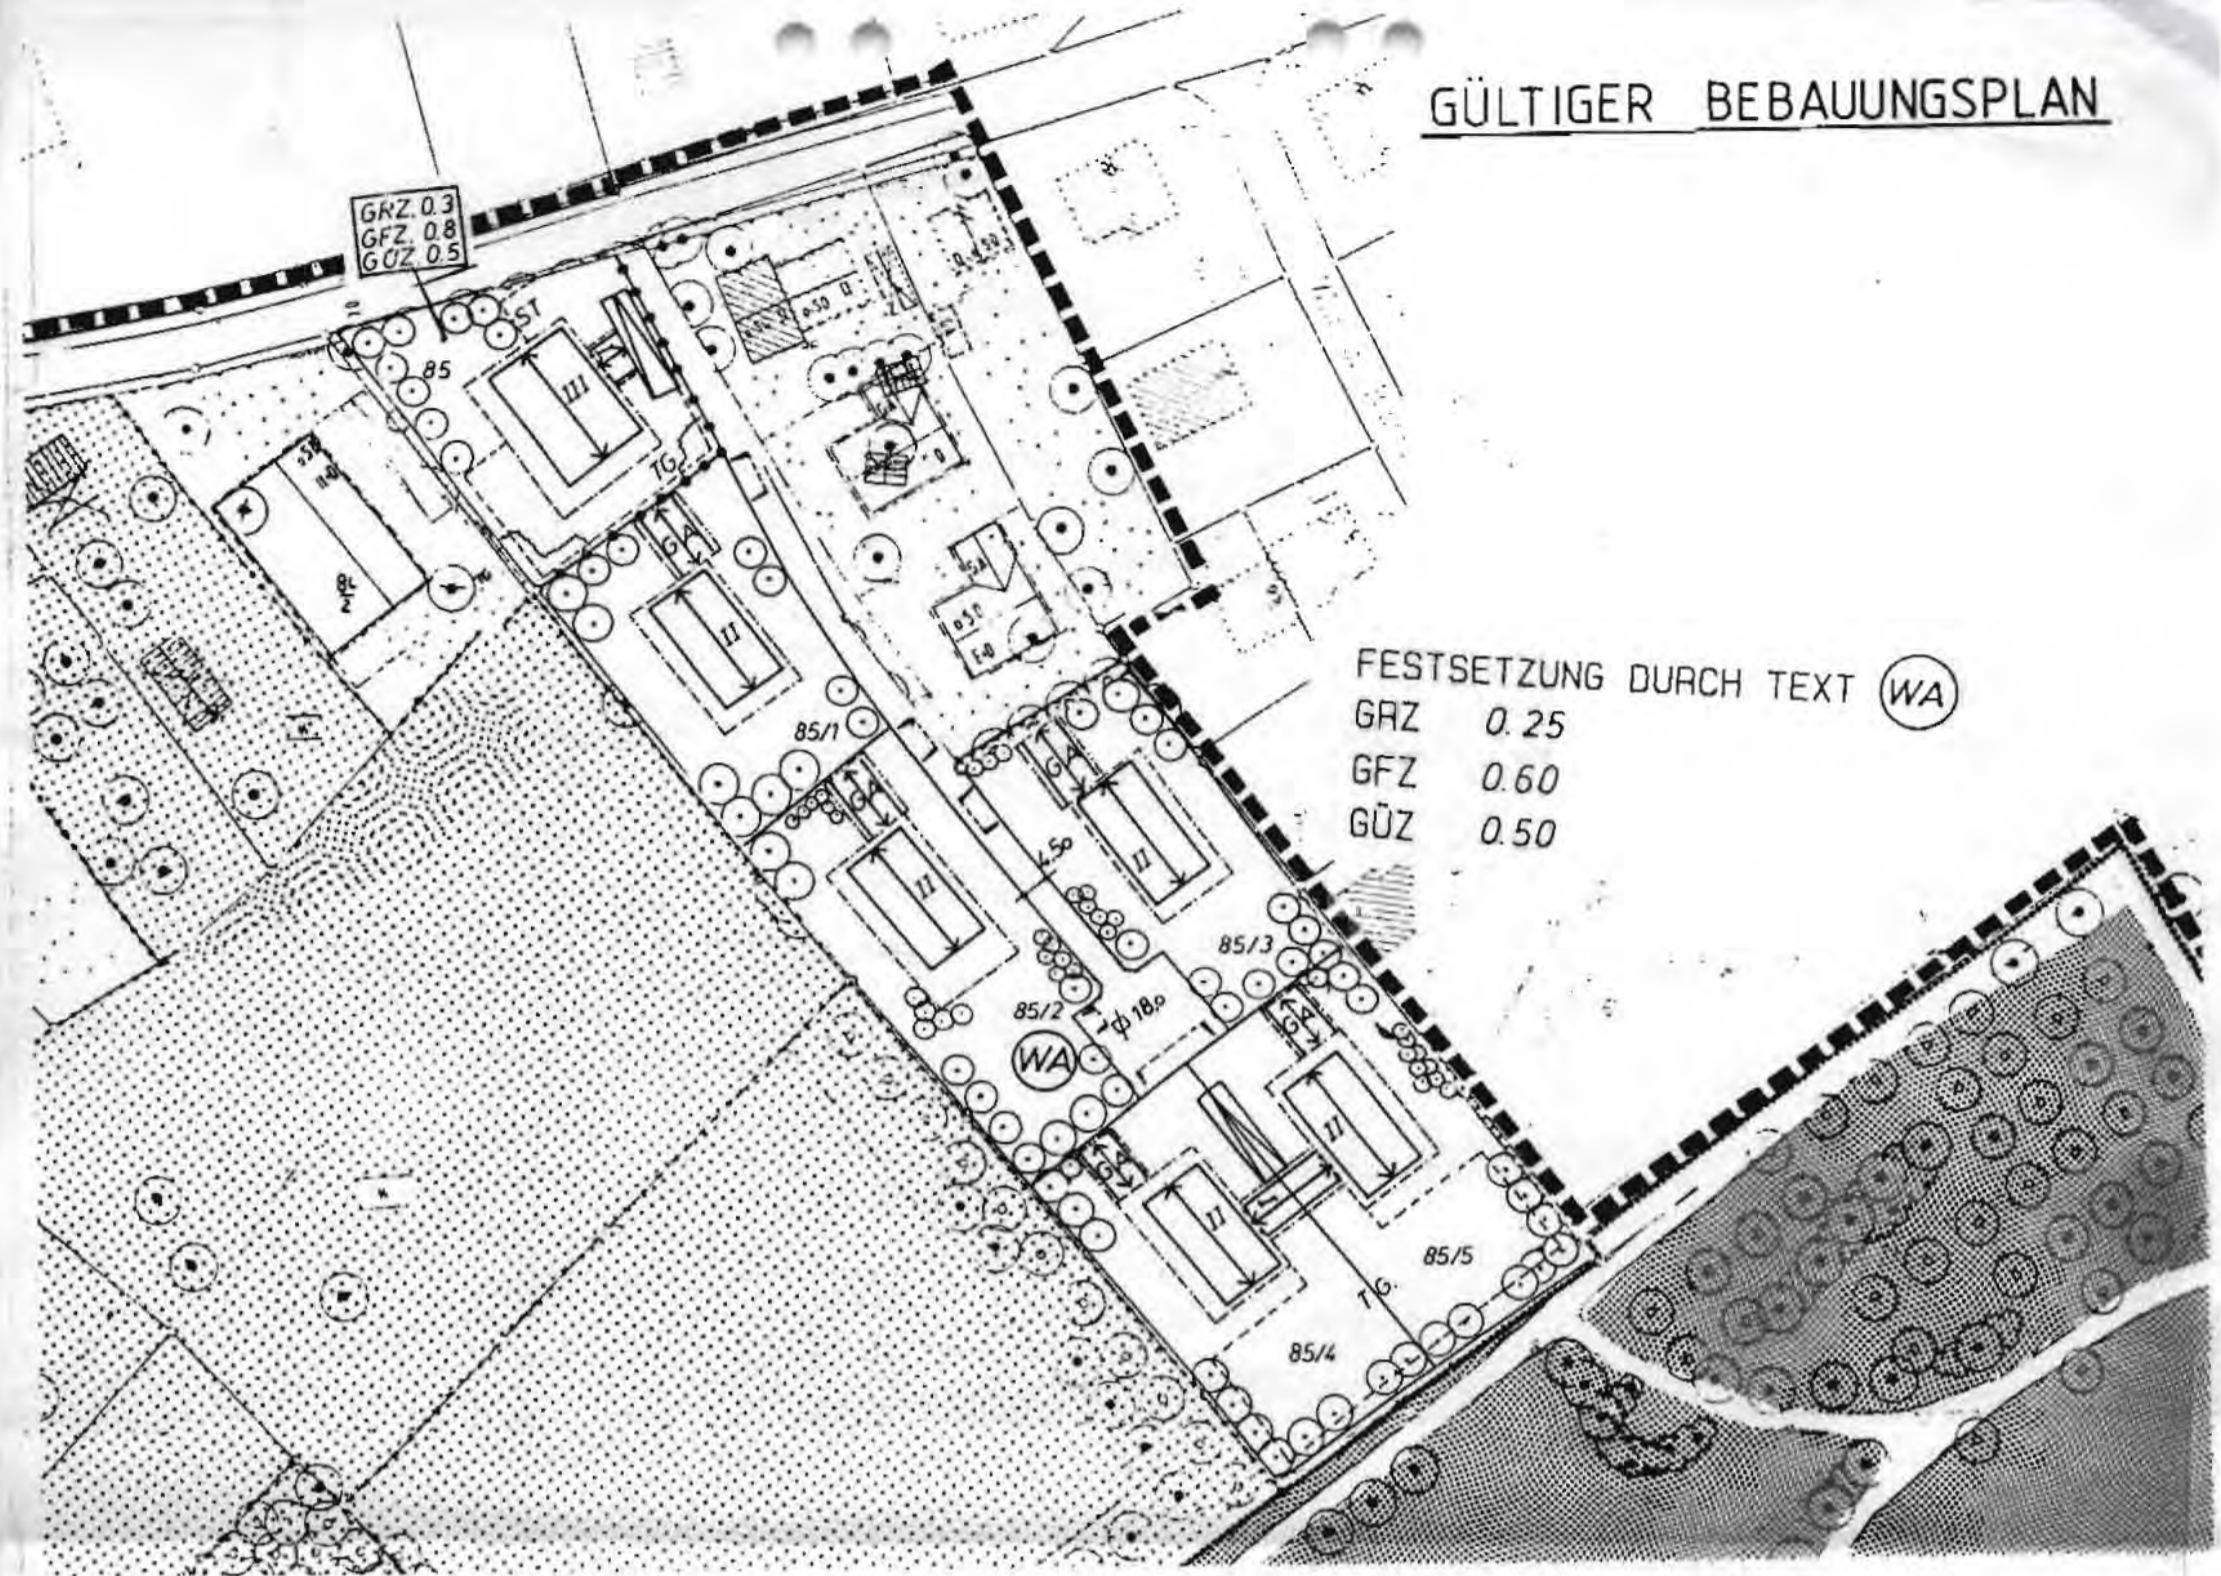 GÜLTIGER BEBAUUNGSPLAN
GRZ. 0.3
GFZ. 0.8
GÜZ. 0.5
ST
85
III
TG
GA
II
85/1
GA
II
85/2
WA
GA
II
4.50
85/3
ϕ 18.0
GA
II
85/5
GA
II
85/4
T G.
FESTSETZUNG DURCH TEXT WA
GRZ 0.25
GFZ 0.60
GÜZ 0.50